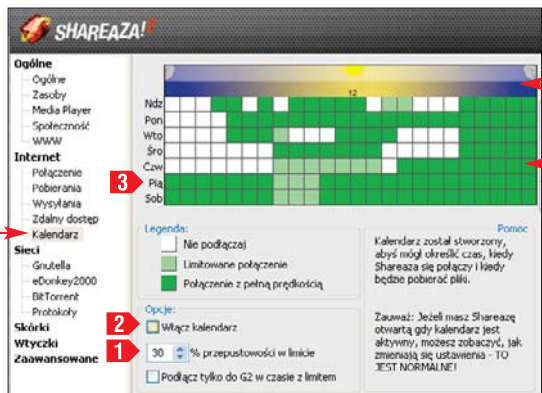 SHAREAZA!
Ogólne
Ogólne
Zasoby
Media Player
Społeczność
WWW
Internet
Połączenie
Pobierania
Wysyłania
Zdalny dostęp
Kalendarz
Sieci
Gnutella
eDonkey2000
BitTorrent
Protokoły
Skórki
Wtyczki
Zaawansowane
12
Ndz
Pon
Wto
Śro
Czw
3
Pią
Sob
Legenda:
Nie podłączaj
Limitowane połączenie
Połączenie z pełną prędkością
Opcje:
2
Włącz kalendarz
1
30 % przepustowości w limicie
Podłącz tylko do G2 w czasie z limitem
Pomoc
Kalendarz został stworzony,
abyś mógł określić czas, kiedy
Shareaza się połączy i kiedy
będzie pobierać pliki.
Zauważ: Jeżeli masz Shareazę
otwartą gdy kalendarz jest
aktywny, możesz zobaczyć, jak
zmieniają się ustawienia - TO
JEST NORMALNE!